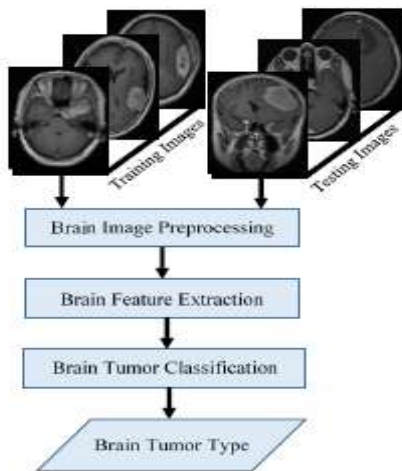 Training Images
Testing Images
Brain Image Preprocessing
Brain Feature Extraction
Brain Tumor Classification
Brain Tumor Type